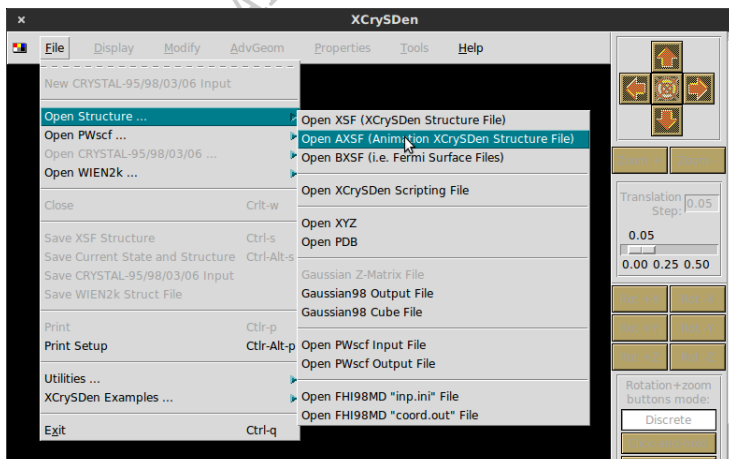 XCrySDen
File Display Modify AdvGeom Properties Tools Help
New CRYSTAL-95/98/03/06 Input
Open Structure ...
Open PWscf ...
Open CRYSTAL-95/98/03/06 ...
Open WIEN2k ...
Close Crlt-w
Save XSF Structure Ctrl-s
Save Current State and Structure Ctrl-Alt-s
Save CRYSTAL-95/98/03/06 Input
Save WIEN2k Struct File
Print Ctlr-p
Print Setup Ctlr-Alt-p
Utilities ...
XCrySDen Examples ...
Exit Ctrl-q
Open XSF (XCrySDen Structure File)
Open AXSF (Animation XCrySDen Structure File)
Open BXSF (i.e. Fermi Surface Files)
Open XCrySDen Scripting File
Open XYZ
Open PDB
Gaussian Z-Matrix File
Gaussian98 Output File
Gaussian98 Cube File
Open PWscf Input File
Open PWscf Output File
Open FHI98MD "inp.ini" File
Open FHI98MD "coord.out" File
Translation
Step: 0.05
0.05
0.00 0.25 0.50
Rotation+zoom
buttons mode:
Discrete